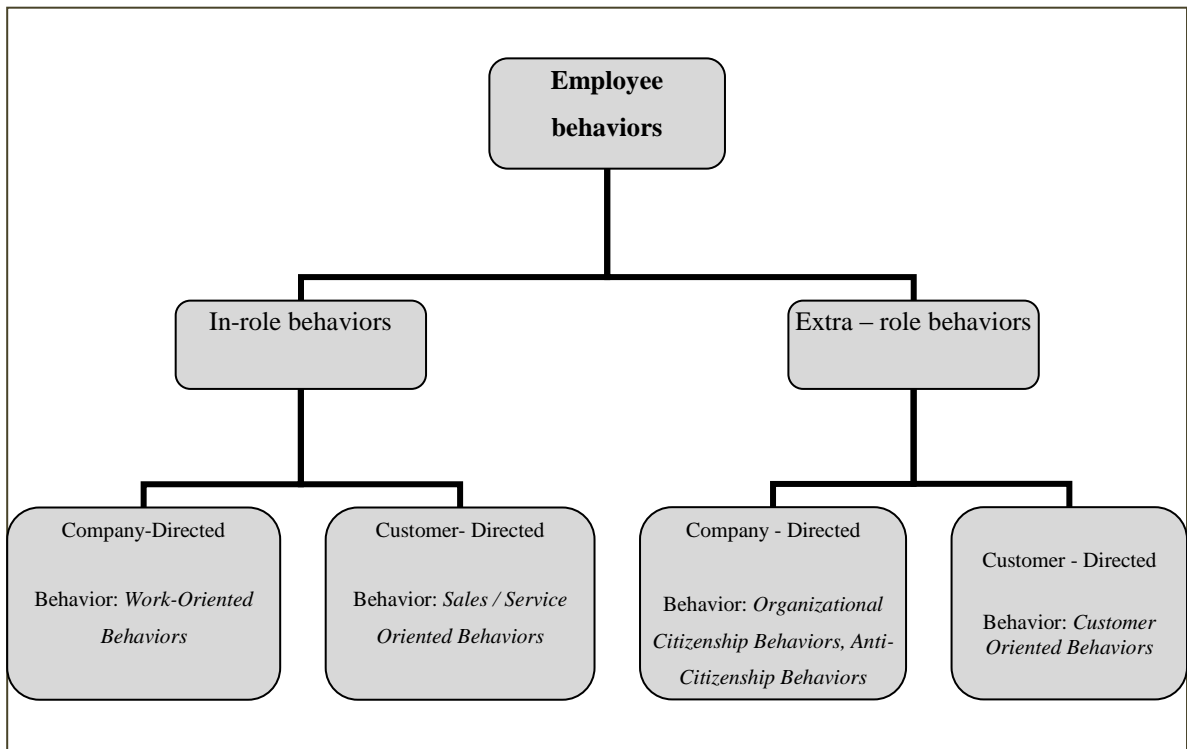 Employee
behaviors
In-role behaviors
Extra – role behaviors
Company-Directed
Behavior: Work-Oriented
Behaviors
Customer- Directed
Behavior: Sales / Service
Oriented Behaviors
Company - Directed
Behavior: Organizational
Citizenship Behaviors, Anti-
Citizenship Behaviors
Customer - Directed
Behavior: Customer
Oriented Behaviors